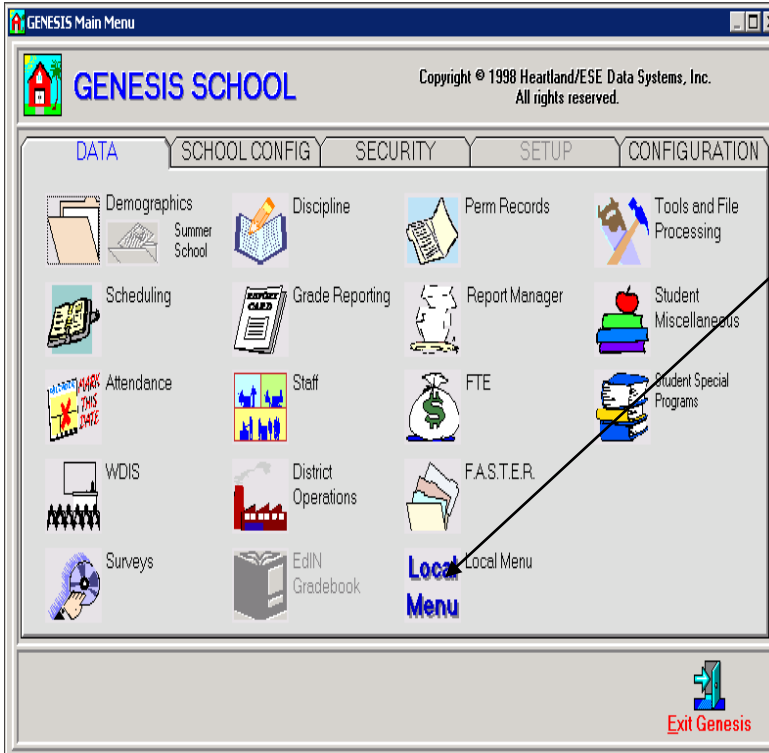 GENESIS Main Menu
GENESIS SCHOOL
Copyright © 1998 Heartland/ESE Data Systems, Inc.
All rights reserved.
DATA
SCHOOL CONFIG
SECURITY
SETUP
CONFIGURATION
Demographics
Summer
School
Discipline
Perm Records
Tools and File
Processing
Scheduling
REPORT
CARD
Grade Reporting
Report Manager
Student
Miscellaneous
MARK
THIS
DATE
Attendance
Staff
$
FTE
Student Special
Programs
WDIS
District
Operations
F.A.S.T.E.R.
Surveys
EdIN
Gradebook
Local
Menu
Local Menu
Exit Genesis